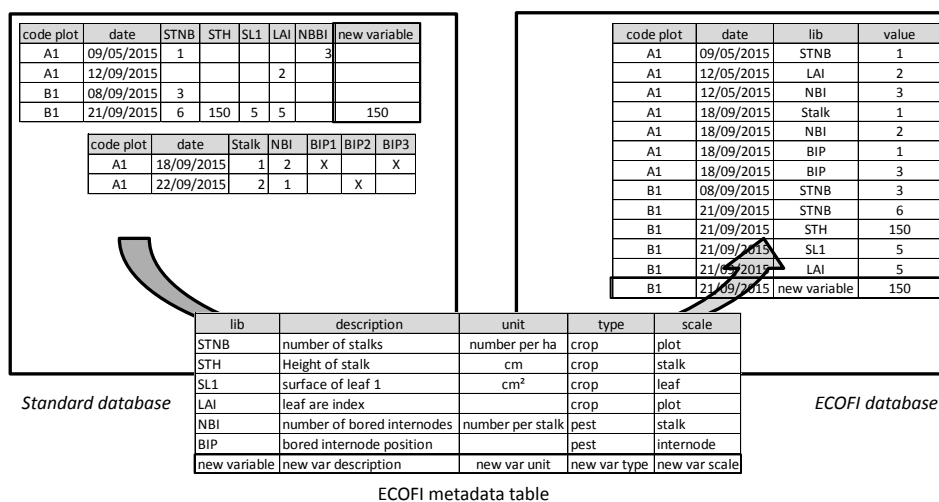 code plot date STNB STH SL1 LAI NBBI new variable
A1 09/05/2015 1 3
A1 12/09/2015 2
B1 08/09/2015 3
B1 21/09/2015 6 150 5 5 150
code plot date Stalk NBI BIP1 BIP2 BIP3
A1 18/09/2015 1 2 X X
A1 22/09/2015 2 1 X
code plot date lib value
A1 09/05/2015 STNB 1
A1 12/05/2015 LAI 2
A1 12/05/2015 NBI 3
A1 18/09/2015 Stalk 1
A1 18/09/2015 NBI 2
A1 18/09/2015 BIP 1
A1 18/09/2015 BIP 3
B1 08/09/2015 STNB 3
B1 21/09/2015 STNB 6
B1 21/09/2015 STH 150
B1 21/09/2015 SL1 5
B1 21/09/2015 LAI 5
B1 21/09/2015 new variable 150
lib description unit type scale
STNB number of stalks number per ha crop plot
STH Height of stalk cm crop stalk
SL1 surface of leaf 1 cm² crop leaf
LAI leaf are index crop plot
NBI number of bored internodes number per stalk pest stalk
BIP bored internode position pest internode
new variable new var description new var unit new var type new var scale
Standard database
ECOFI database
ECOFI metadata table